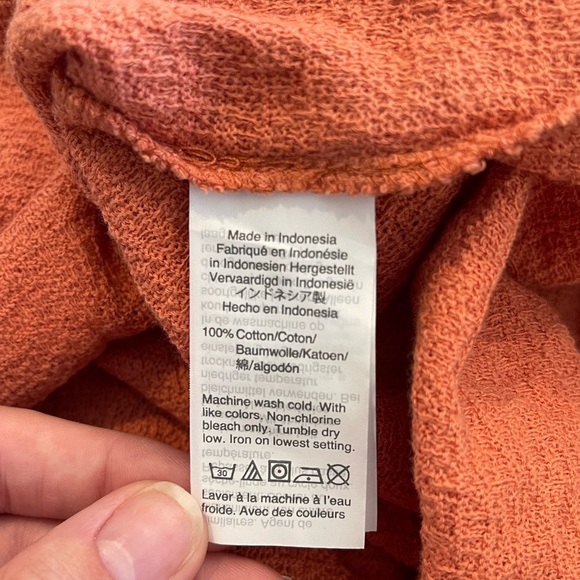 Made in Indonesia
Fabriqué en Indonésie
in Indonesien Hergestellt
Vervaardigd in Indonesië
インドネシア製
Hecho en Indonesia
100% Cotton/Coton/
Baumwolle/Katoen/
綿/algodón
Machine wash cold. With
like colors. Non-chlorine
bleach only. Tumble dry
low. Iron on lowest setting.
30
Laver à la machine à l'eau
froide. Avec des couleurs